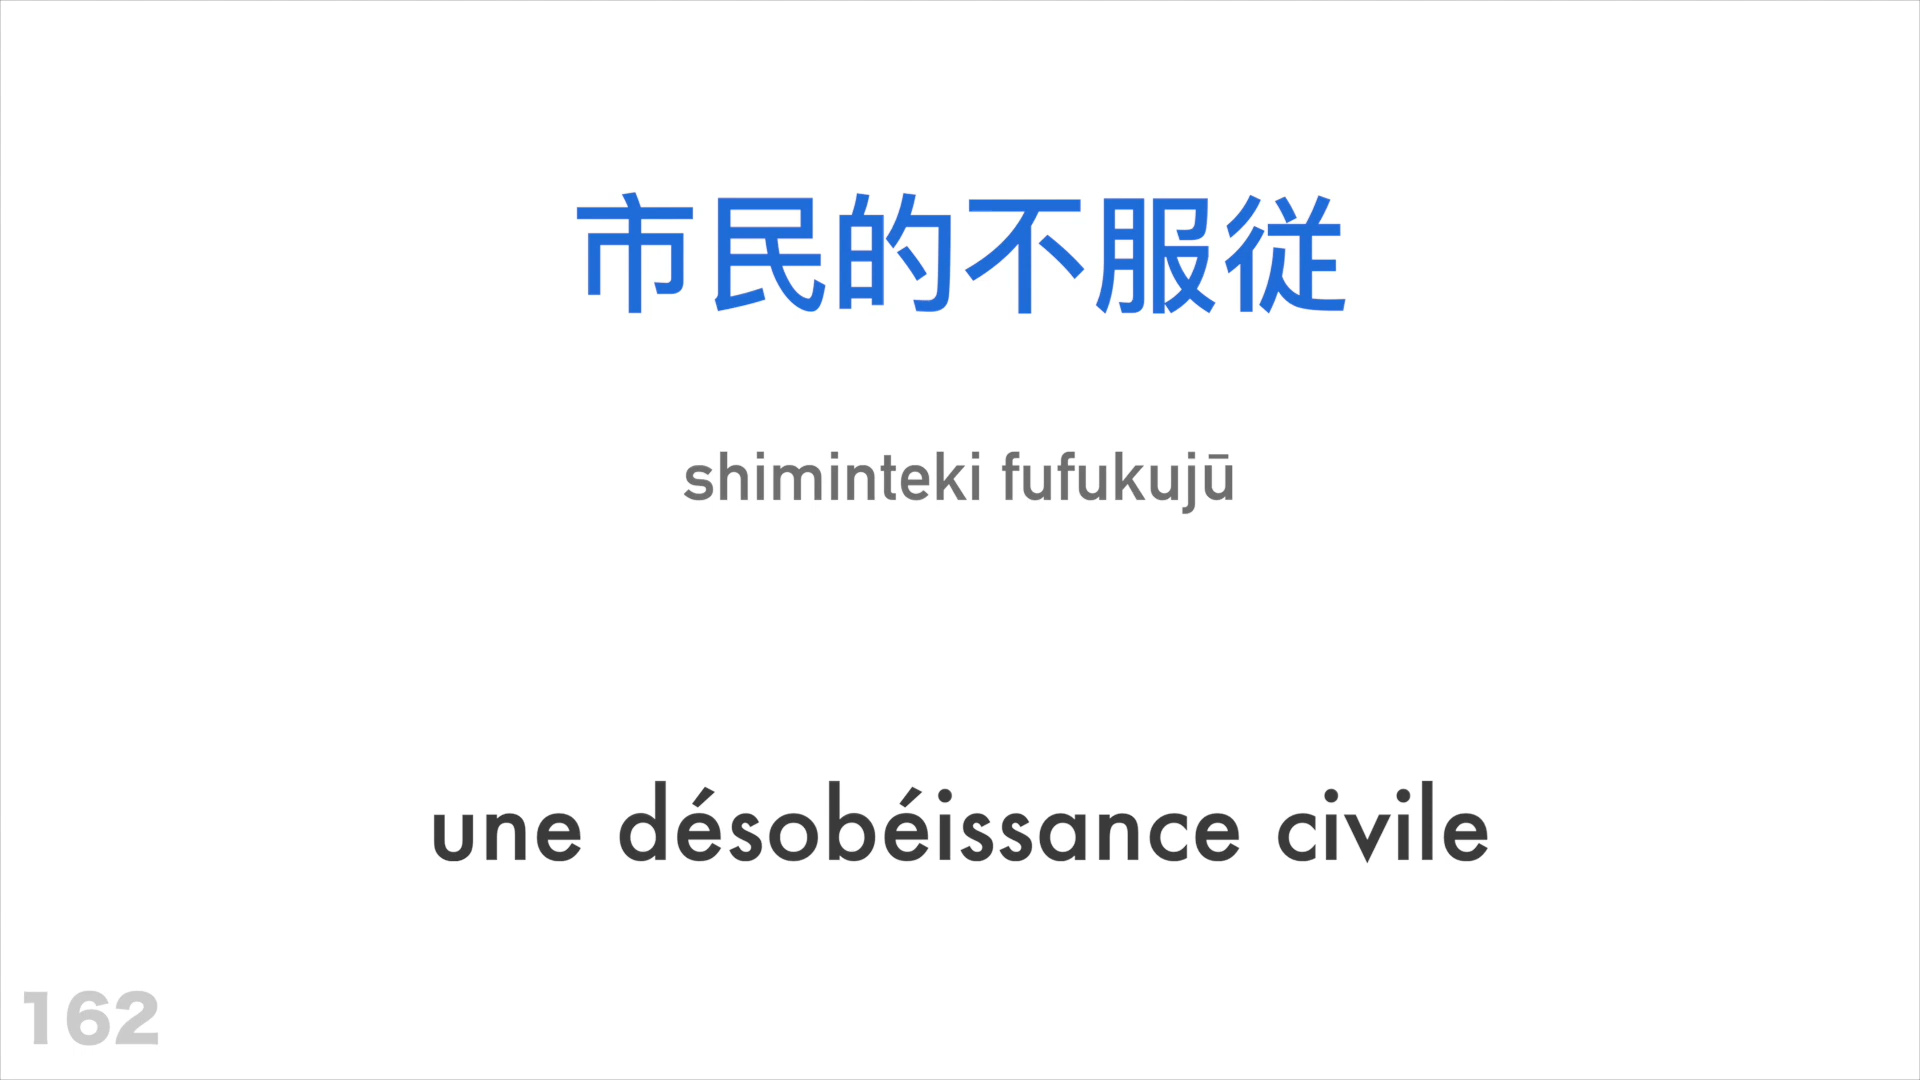 市民的不服従
shiminteki fufukujū
une désobéissance civile
162